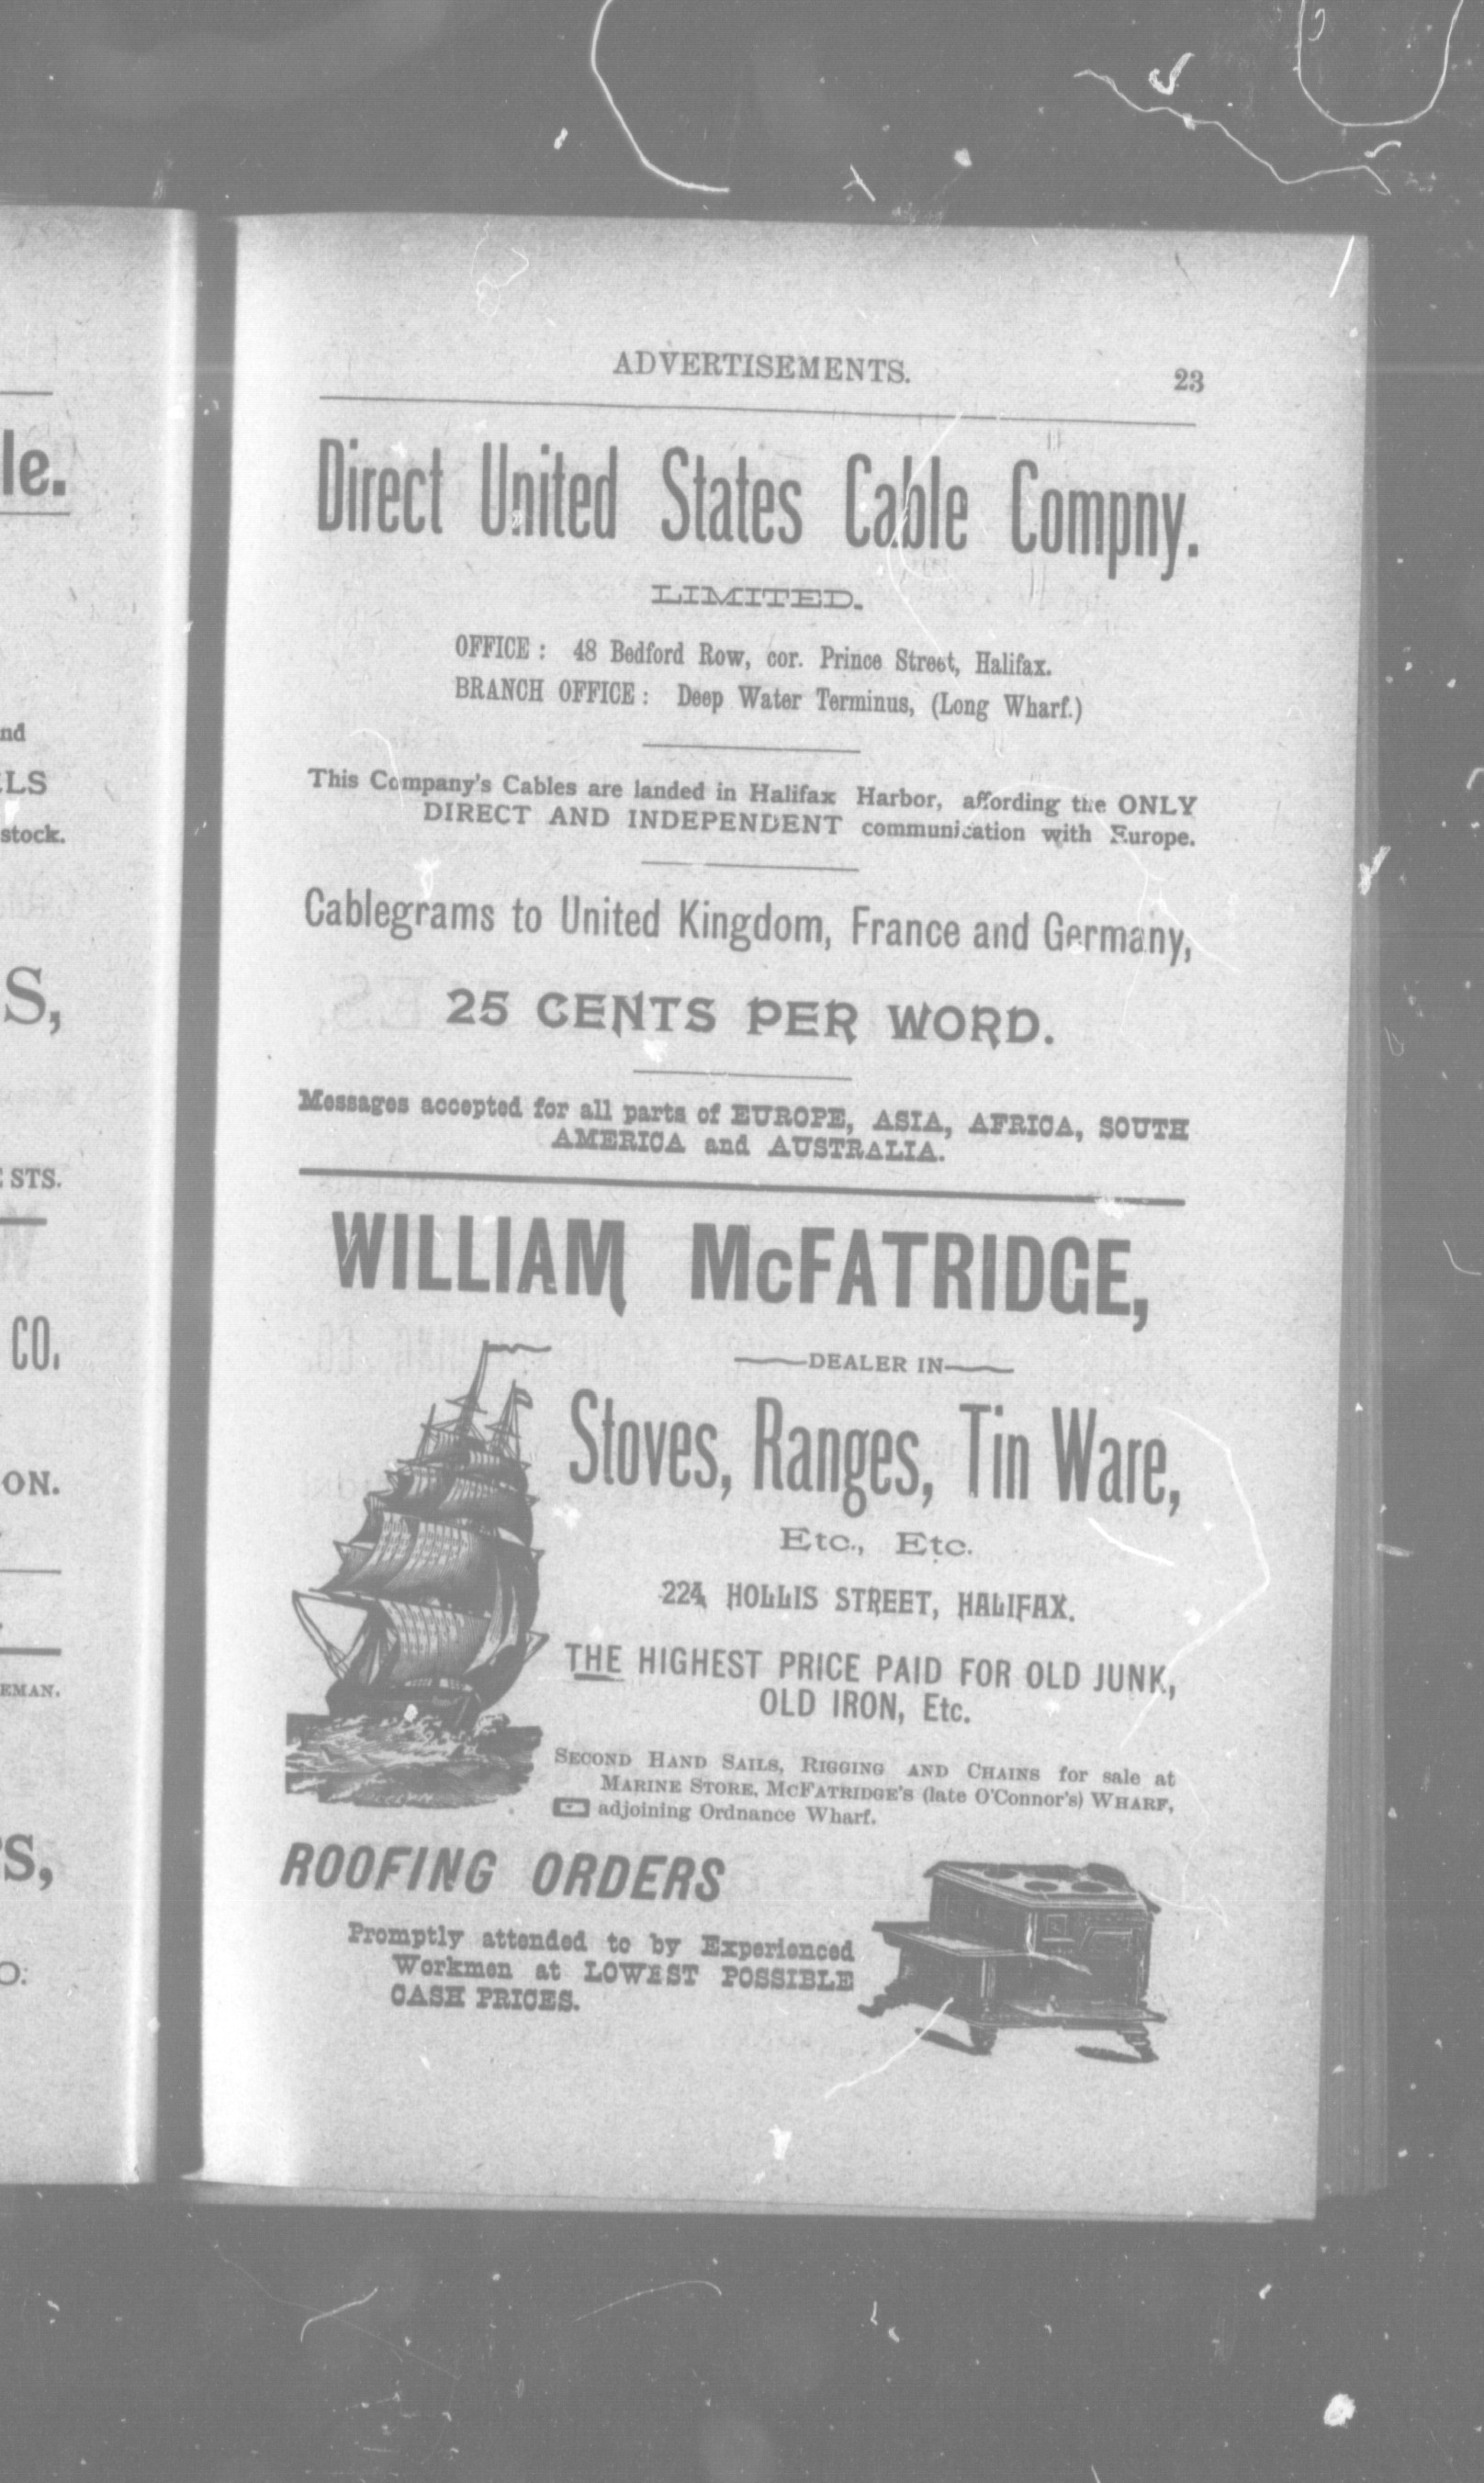 ADVERTISEMENTS. 23
Direct United States Cable Compny.
LIMITED.
OFFICE : 48 Bedford Row, cor. Prince Street, Halifax.
BRANCH OFFICE : Deep Water Terminus, (Long Wharf.)
This Company's Cables are landed in Halifax Harbor, affording the ONLY
DIRECT AND INDEPENDENT communication with Europe.
Cablegrams to United Kingdom, France and Germany,
25 CENTS PER WORD.
Messages accepted for all parts of EUROPE, ASIA, AFRICA, SOUTH
AMERICA and AUSTRALIA.
WILLIAM McFATRIDGE,
DEALER IN
Stoves, Ranges, Tin Ware,
Etc., Etc.
224 HOLLIS STREET, HALIFAX.
THE HIGHEST PRICE PAID FOR OLD JUNK,
OLD IRON, Etc.
SECOND HAND SAILS, RIGGING AND CHAINS for sale at
MARINE STORE, MCFATRIDGE'S (late O'Connor's) WHARF,
adjoining Ordnance Wharf.
ROOFING ORDERS
Promptly attended to by Experienced
Workmen at LOWEST POSSIBLE
CASH PRICES.
le.
nd
LS
stock.
S,
STS.
CO.
ON.
EMAN.
S,
O: